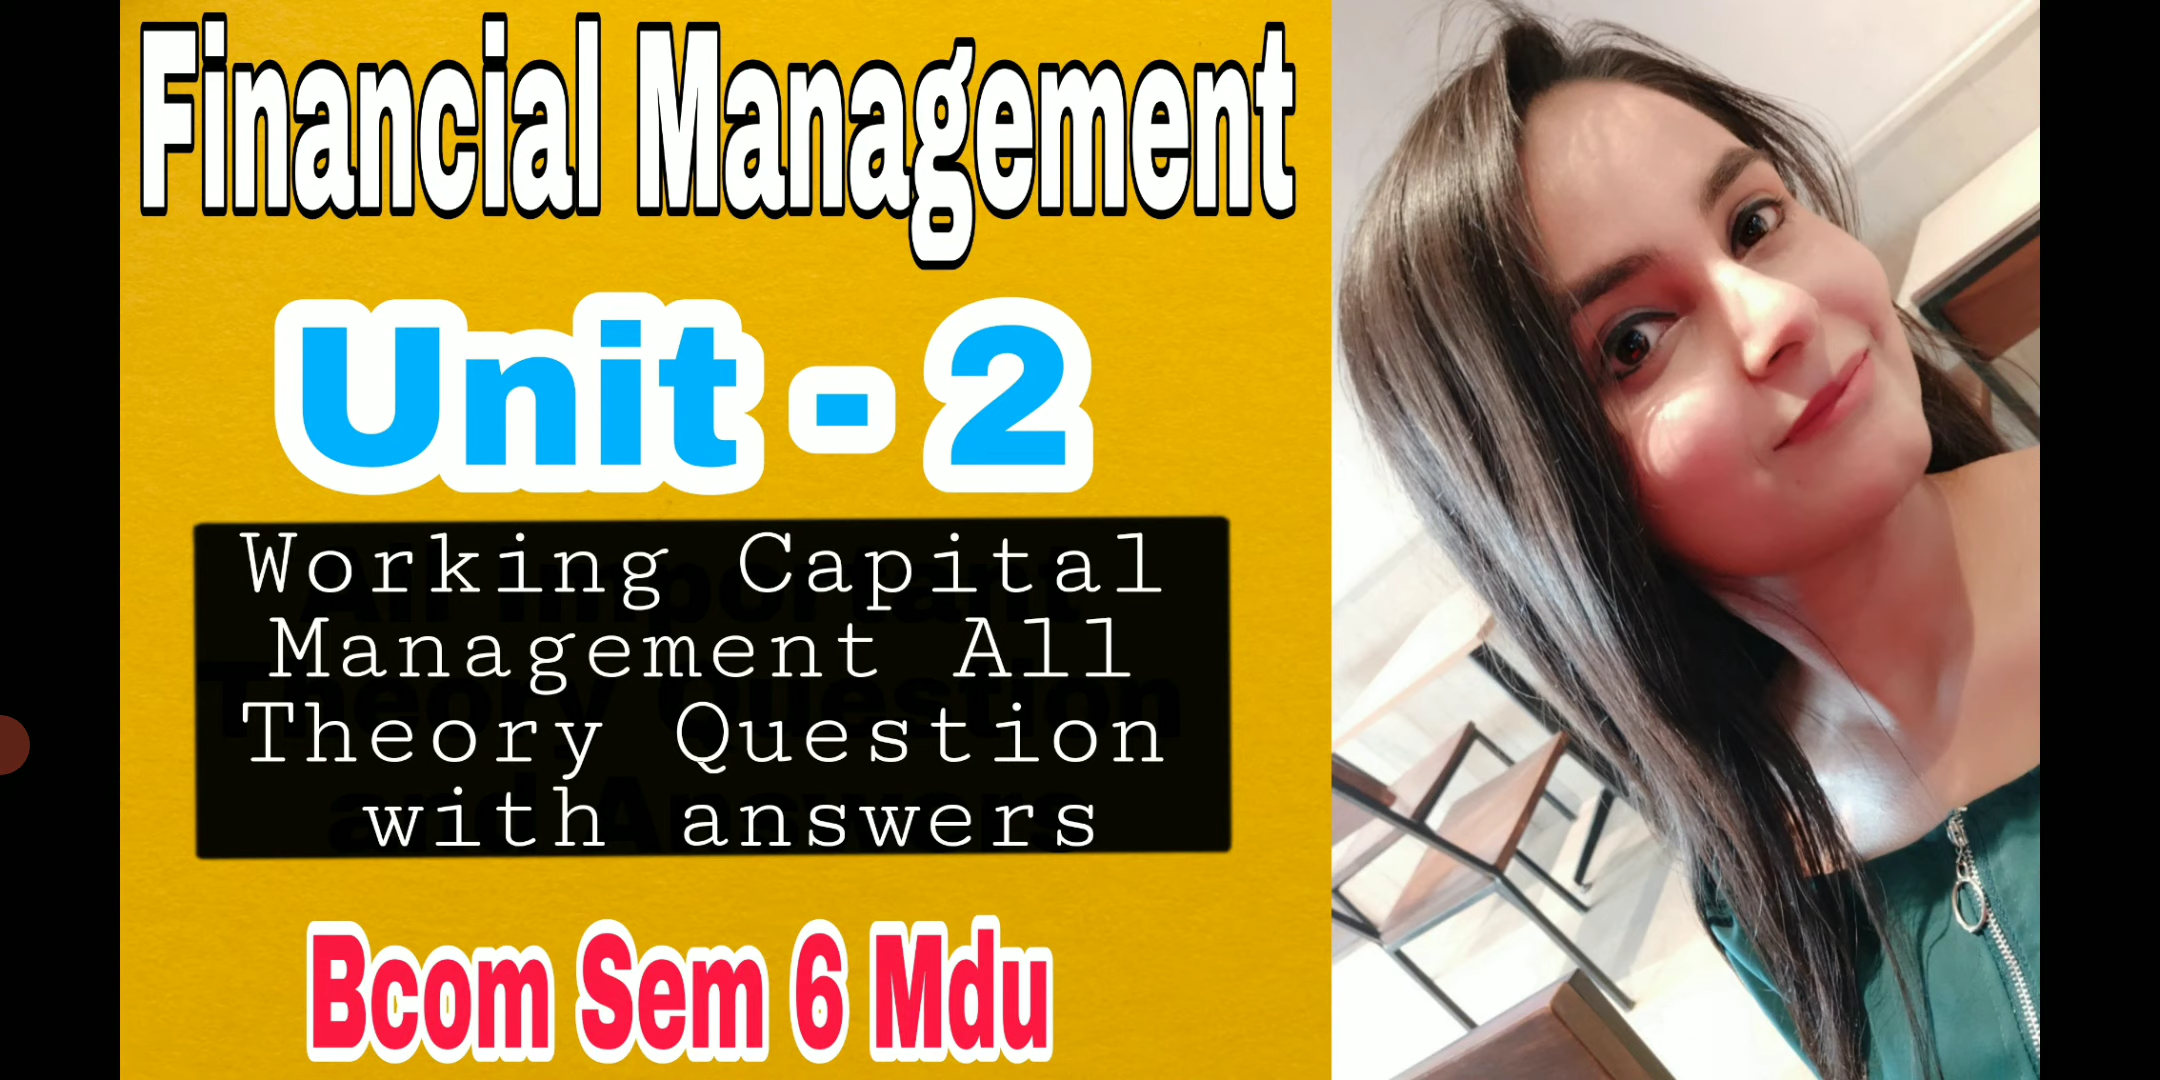 Financial Management
Unit - 2
Working Capital
Management All
Theory Question
with answers
Bcom Sem 6 Mdu